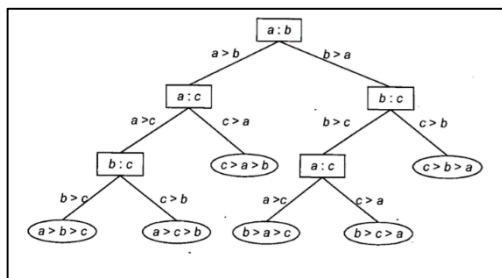 a : b
a > b b > a
a : c b : c
a > c c > a b > c c > b
b : c c > a > b a : c c > b > a
b > c c > b a > c c > a
a > b > c a > c > b b > a > c b > c > a